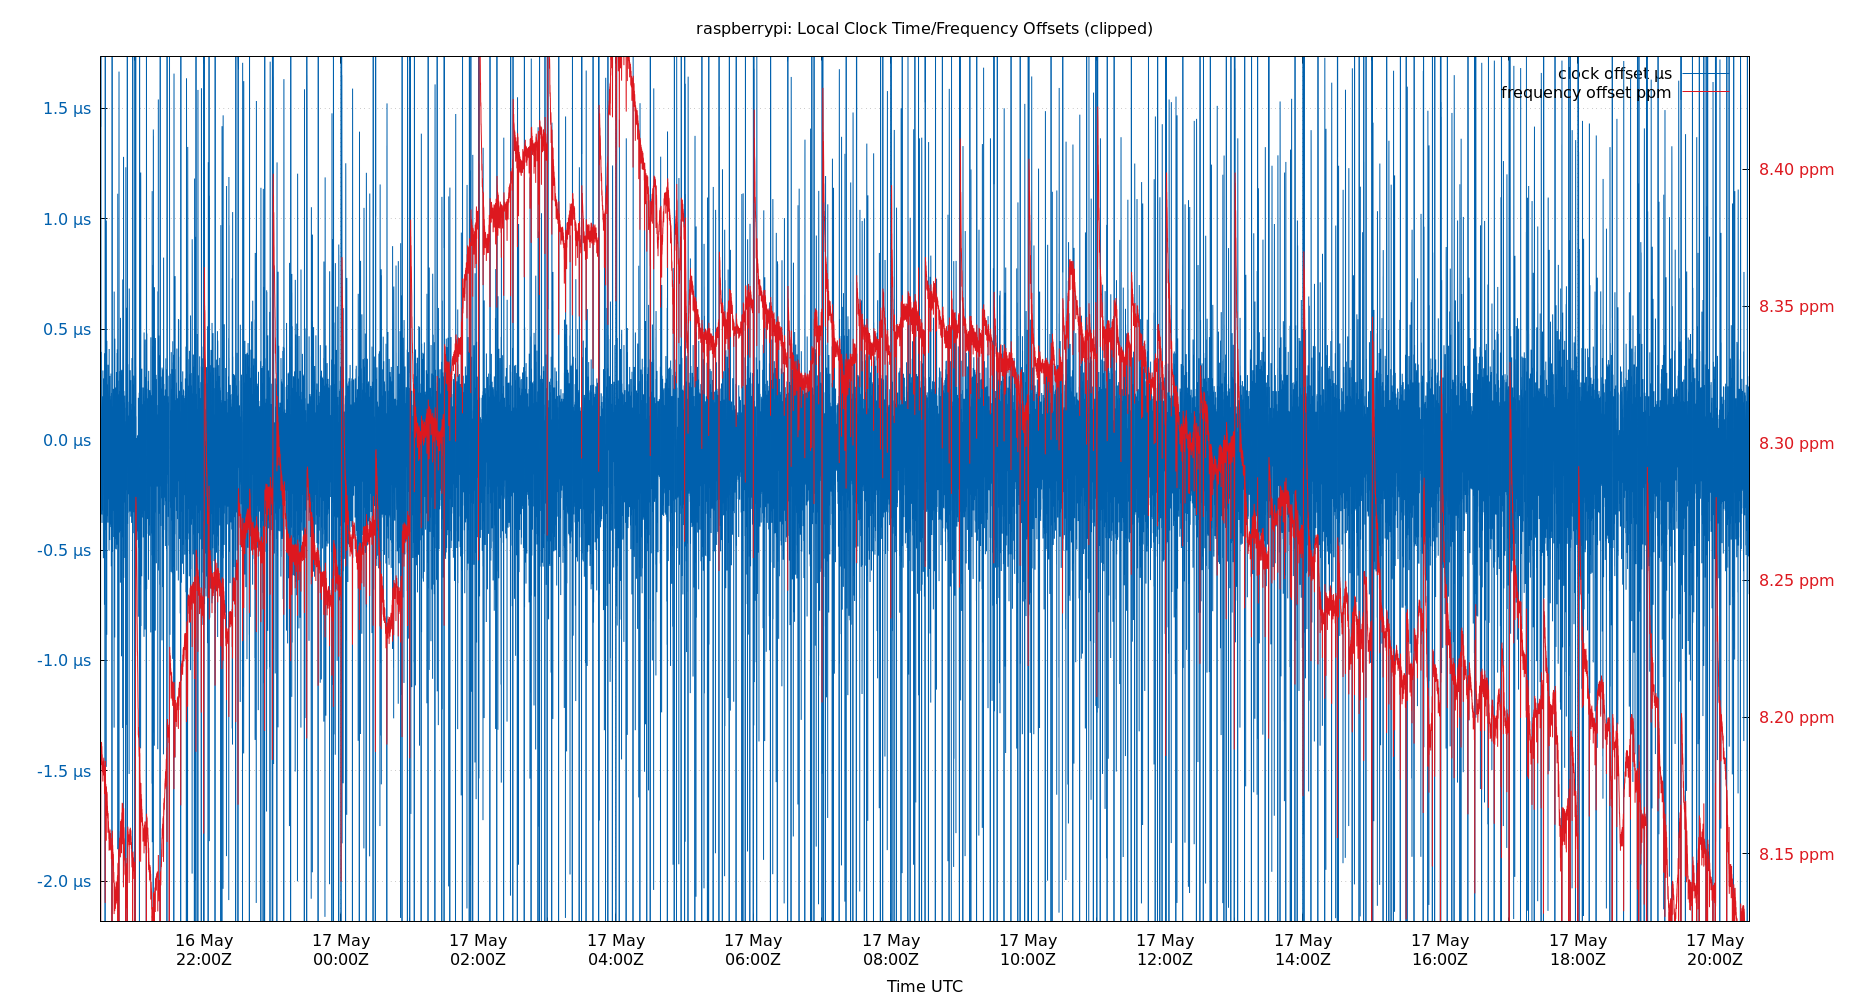 raspberrypi: Local Clock Time/Frequency Offsets (clipped)
clock offset µs
frequency offset ppm
1.5 µs
1.0 µs
0.5 µs
0.0 µs
-0.5 µs
-1.0 µs
-1.5 µs
-2.0 µs
8.40 ppm
8.35 ppm
8.30 ppm
8.25 ppm
8.20 ppm
8.15 ppm
16 May 17 May 17 May 17 May 17 May 17 May 17 May 17 May 17 May 17 May 17 May 17 May
22:00Z 00:00Z 02:00Z 04:00Z 06:00Z 08:00Z 10:00Z 12:00Z 14:00Z 16:00Z 18:00Z 20:00Z
Time UTC